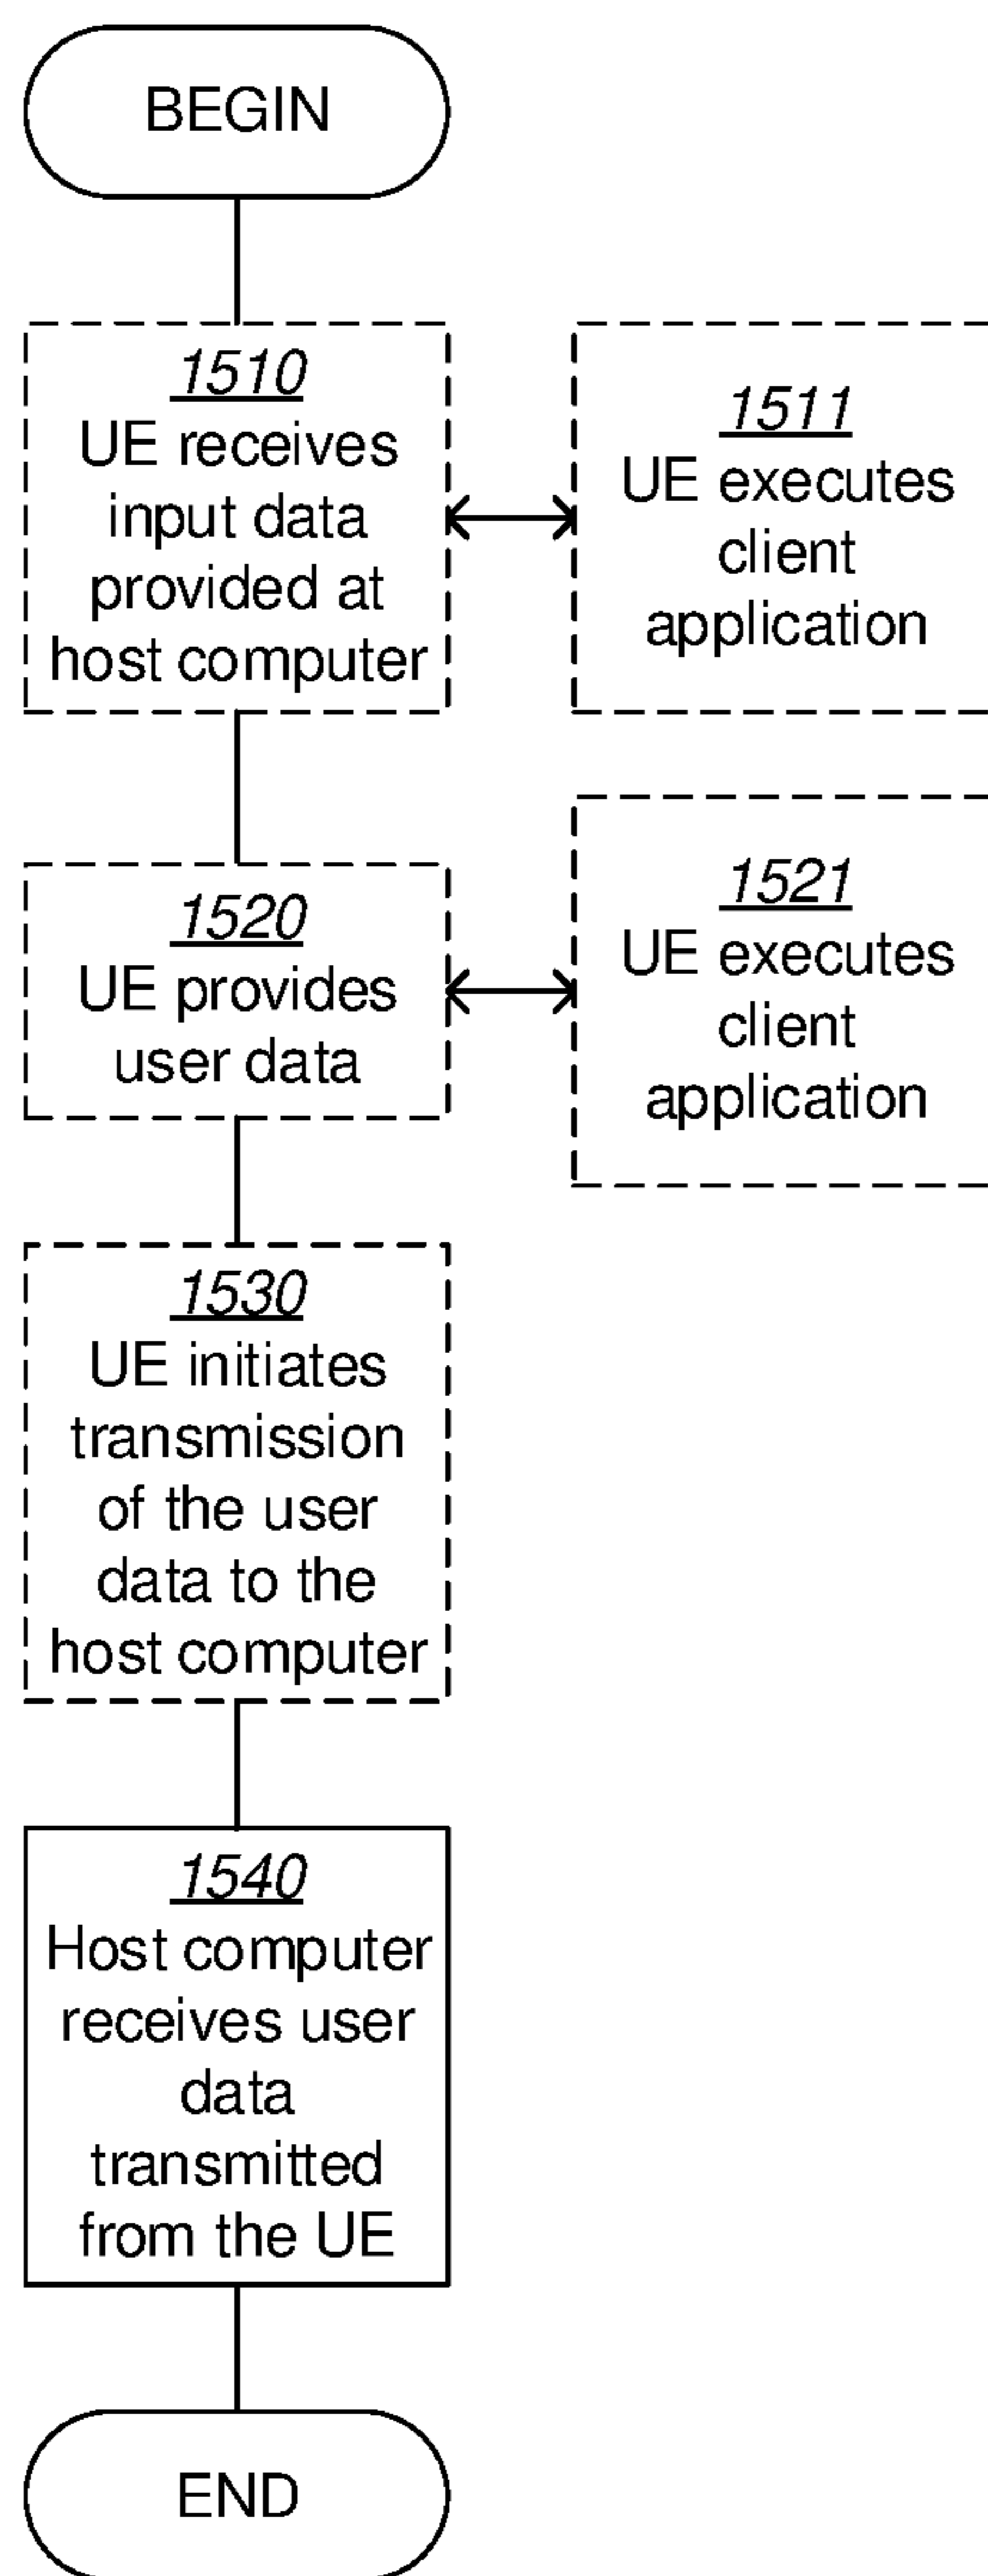 BEGIN
1510
UE receives
input data
provided at
host computer
1511
UE executes
client
application
1520
UE provides
user data
1521
UE executes
client
application
1530
UE initiates
transmission
of the user
data to the
host computer
1540
Host computer
receives user
data
transmitted
from the UE
END